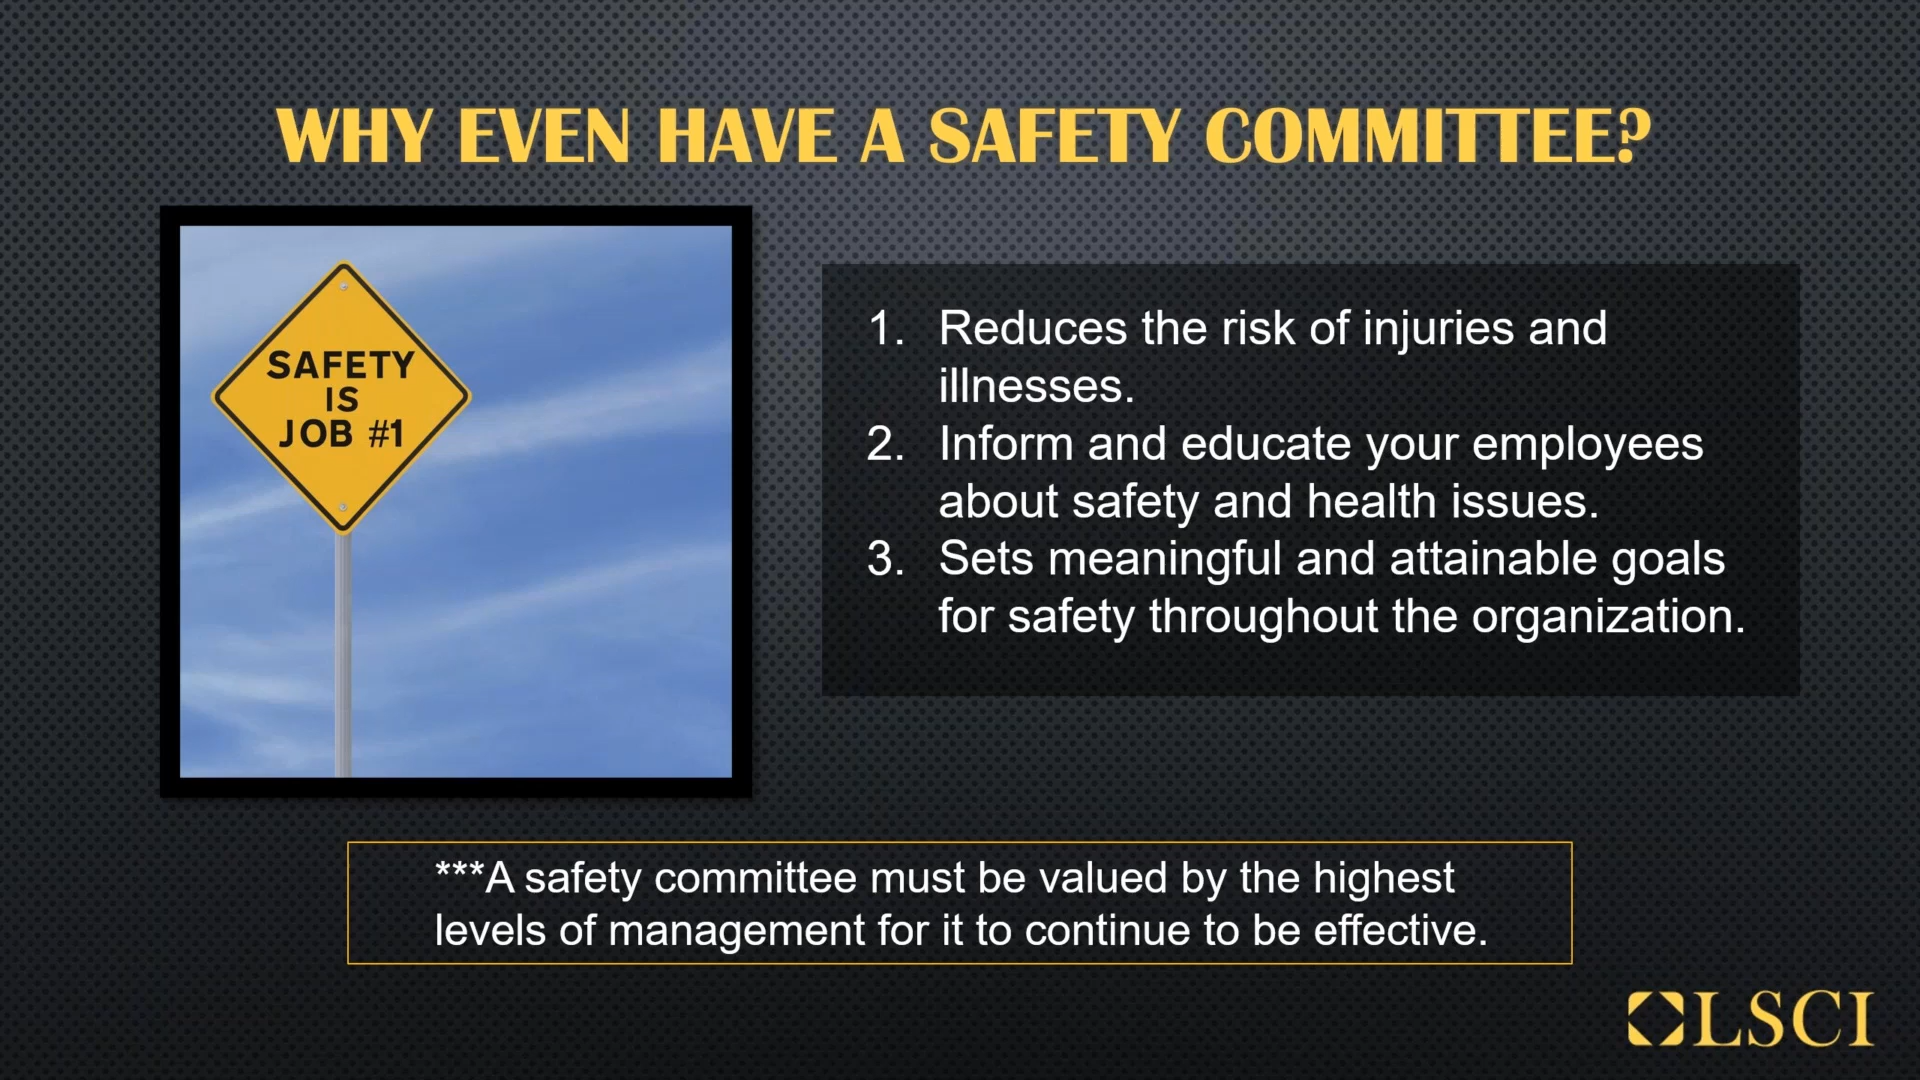 WHY EVEN HAVE A SAFETY COMMITTEE?
SAFETY
IS
JOB #1
1. Reduces the risk of injuries and
illnesses.
2. Inform and educate your employees
about safety and health issues.
3. Sets meaningful and attainable goals
for safety throughout the organization.
***A safety committee must be valued by the highest
levels of management for it to continue to be effective.
LSCI